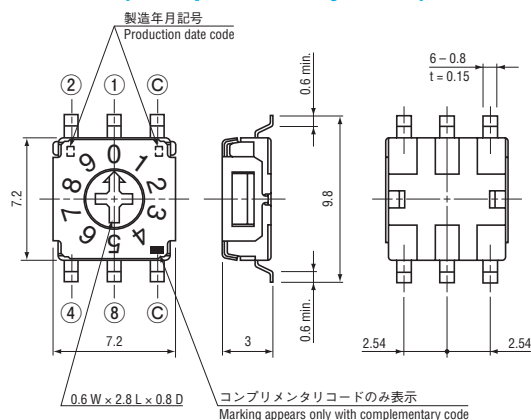 製造年月記号
Production date code
6 – 0.8
t = 0.15
② ① Ⓒ
0.6 min.
0 1 2 3 4 5 6 7 8 9
7.2
9.8
0.6 min.
④ ⑧ Ⓒ
7.2
3
2.54
2.54
0.6 W × 2.8 L × 0.8 D
コンプリメンタリコードのみ表示
Marking appears only with complementary code